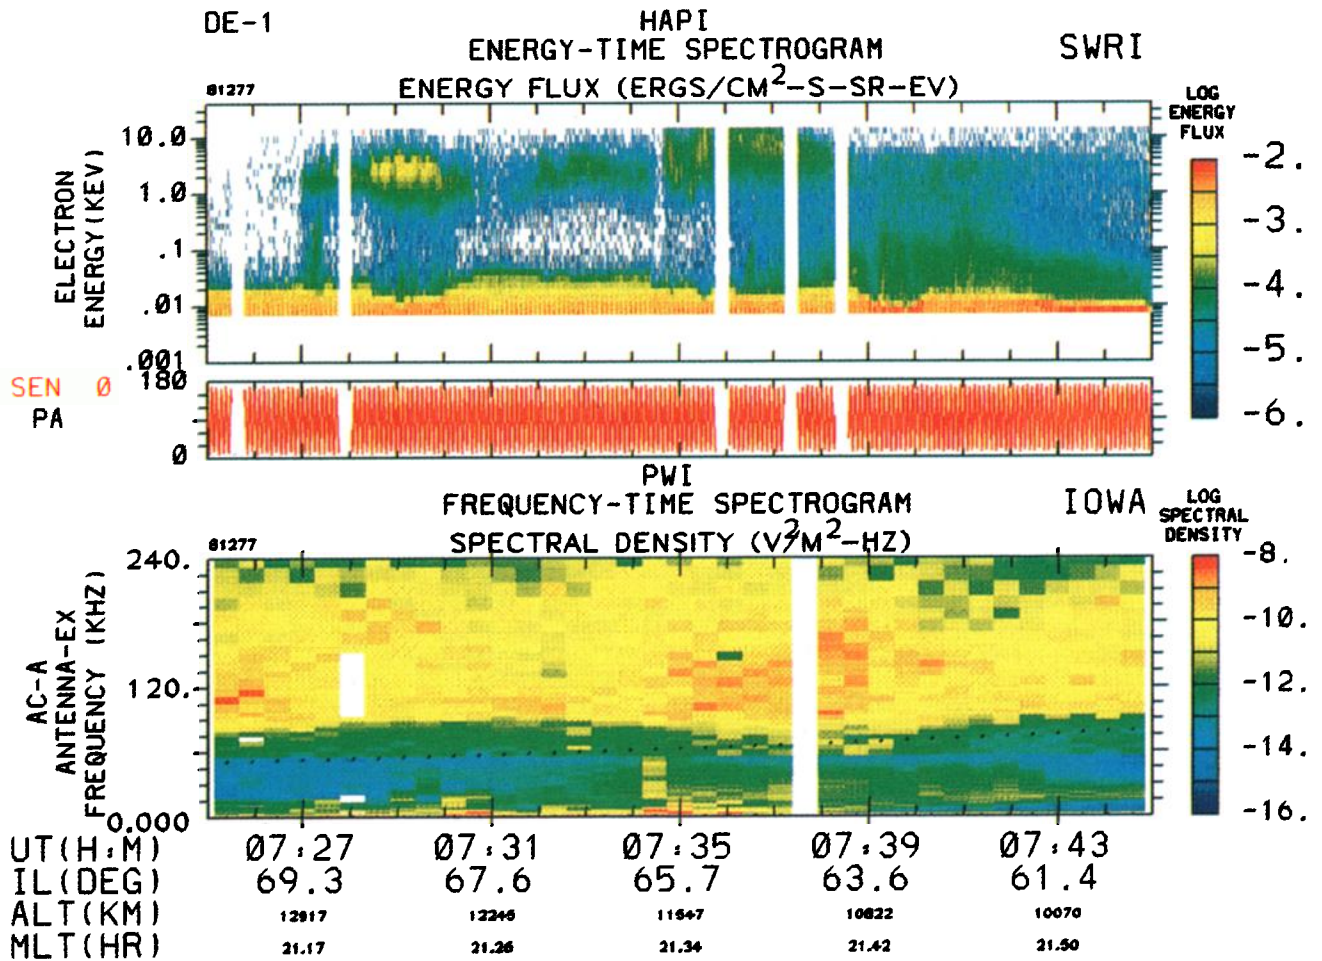 DE-1
HAPI
ENERGY-TIME SPECTROGRAM
SWRI
81277
ENERGY FLUX (ERGS/CM²-S-SR-EV)
LOG
ENERGY
FLUX
ELECTRON
ENERGY(KEV)
10.0
1.0
.1
.01
.001
-2.
-3.
-4.
-5.
-6.
SEN 0
PA
180
0
PWI
FREQUENCY-TIME SPECTROGRAM
IOWA
81277
SPECTRAL DENSITY (V²/M²-HZ)
LOG
SPECTRAL
DENSITY
AC-A
ANTENNA-EX
FREQUENCY (KHZ)
240.
120.
0.000
-8.
-10.
-12.
-14.
-16.
UT(H:M) 07:27 07:31 07:35 07:39 07:43
IL(DEG) 69.3 67.6 65.7 63.6 61.4
ALT(KM) 12917 12246 11547 10822 10070
MLT(HR) 21.17 21.26 21.34 21.42 21.50